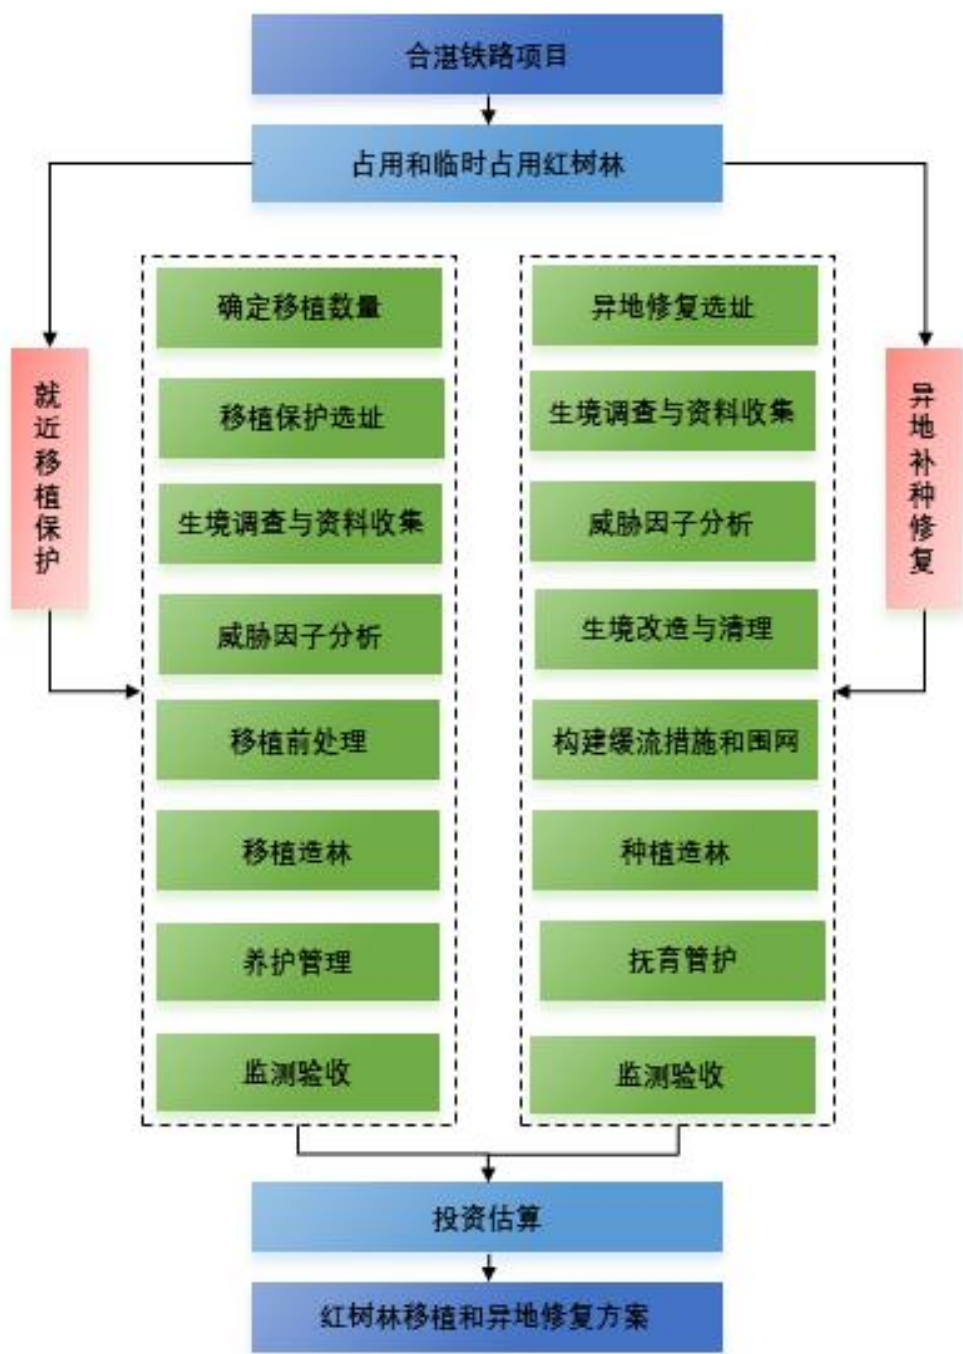 合湛铁路项目
占用和临时占用红树林
就近移植保护
确定移植数量
移植保护选址
生境调查与资料收集
威胁因子分析
移植前处理
移植造林
养护管理
监测验收
异地修复选址
生境调查与资料收集
威胁因子分析
生境改造与清理
构建缓流措施和围网
种植造林
抚育管护
监测验收
异地补种修复
投资估算
红树林移植和异地修复方案